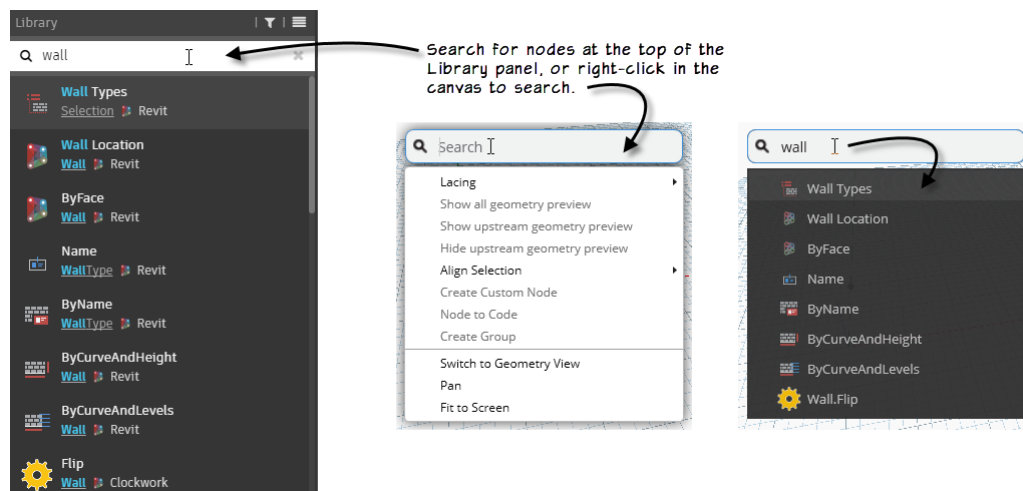 Library
wall
Wall Types
Selection Revit
Wall Location
Wall Revit
ByFace
Wall Revit
Name
WallType Revit
ByName
WallType Revit
ByCurveAndHeight
Wall Revit
ByCurveAndLevels
Wall Revit
Flip
Wall Clockwork
Search for nodes at the top of the
Library panel, or right-click in the
canvas to search.
Search
Lacing
Show all geometry preview
Show upstream geometry preview
Hide upstream geometry preview
Align Selection
Create Custom Node
Node to Code
Create Group
Switch to Geometry View
Pan
Fit to Screen
wall
Wall Types
Wall Location
ByFace
Name
ByName
ByCurveAndHeight
ByCurveAndLevels
Wall.Flip